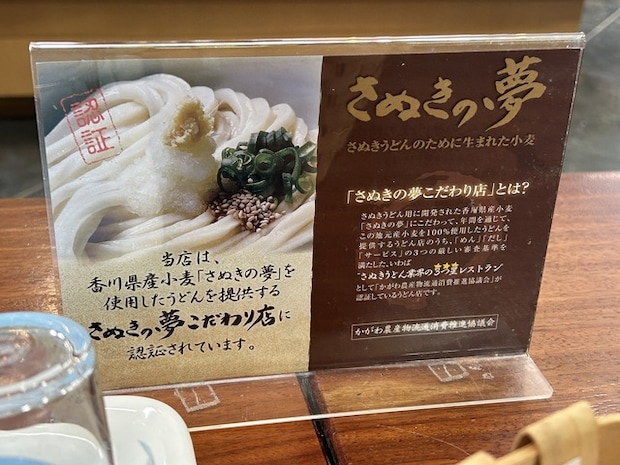 認証
当店は、
香川県産小麦「さぬきの夢」を
使用したうどんを提供する
さぬきの夢こだわり店に
認証されています。
さぬきの夢
さぬきうどんのために生まれた小麦
「さぬきの夢こだわり店」とは?
さぬきうどん用に開発された香川県産小麦
「さぬきの夢」にこだわって、年間を通じて、
この地元産小麦を100%使用したうどんを
提供するうどん店のうち、「めん」「だし」
「サービス」の3つの厳しい審査基準を
満たした、いわば
"さぬきうどん業界の三つ星レストラン"
として「かがわ農産物流通消費推進協議会」が
認証しているうどん店です。
かがわ農産物流通消費推進協議会